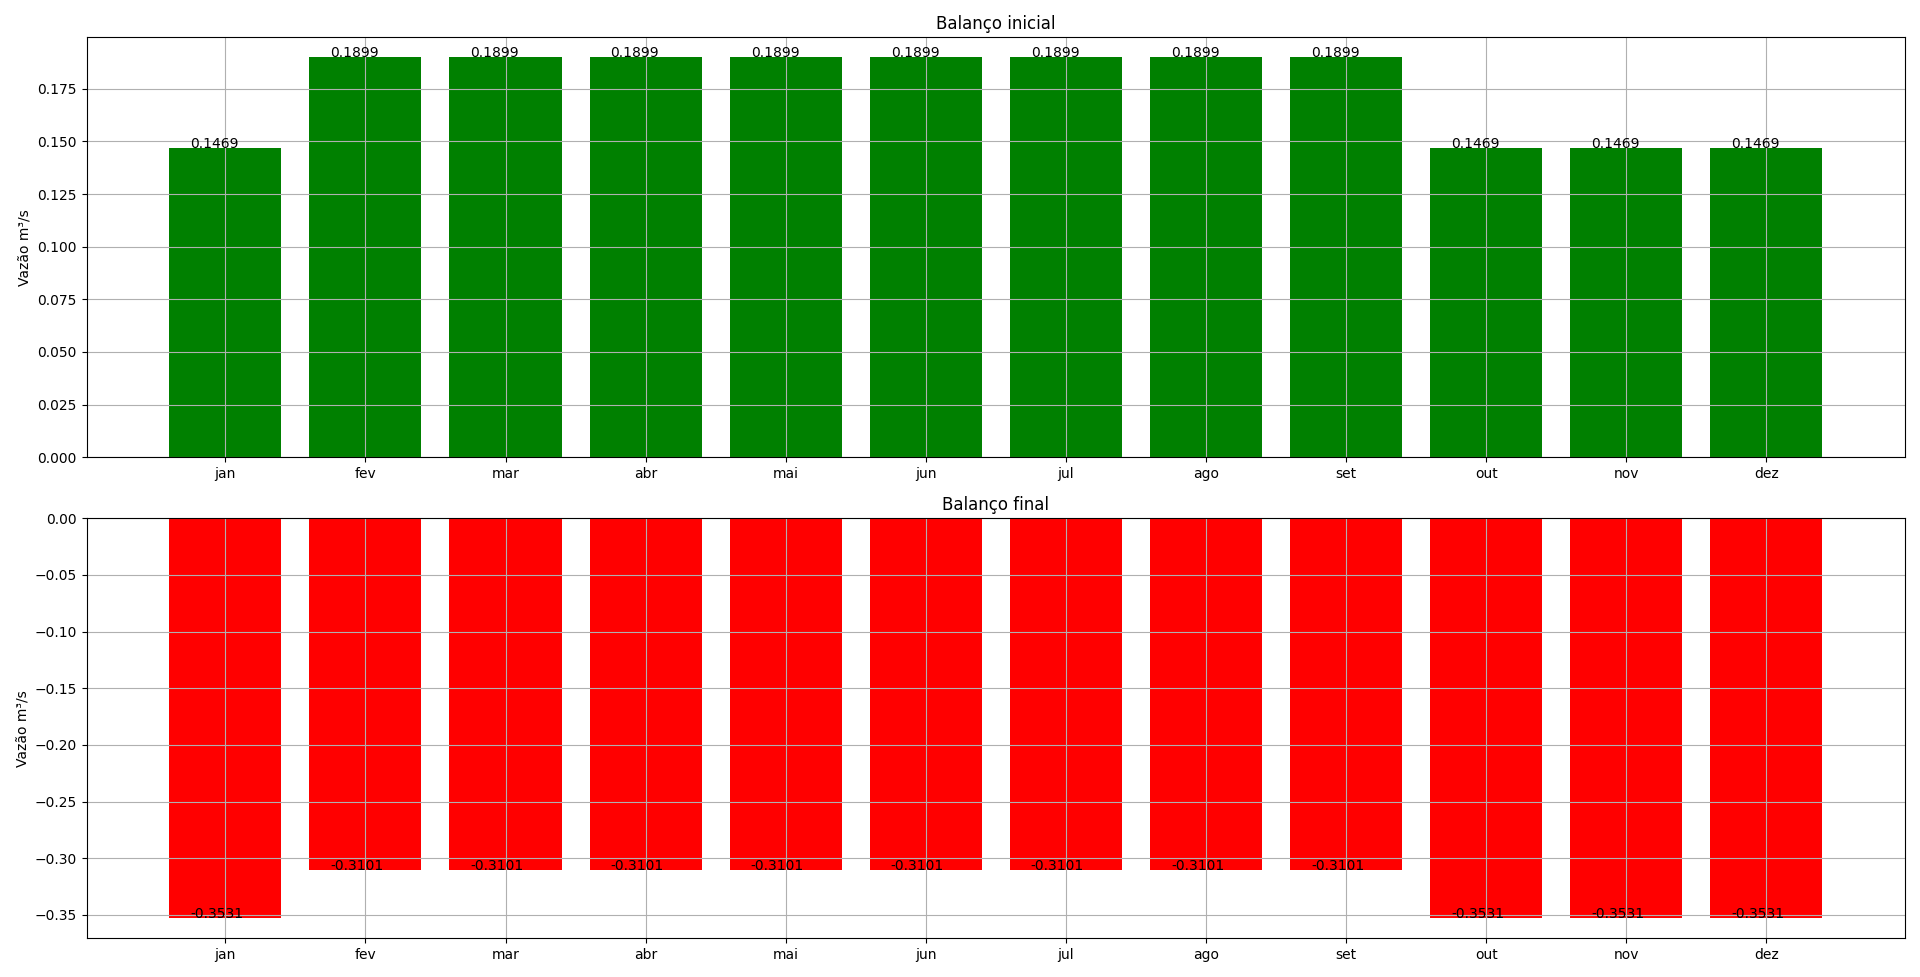 Balanço inicial
0.1899 0.1899 0.1899 0.1899 0.1899 0.1899 0.1899 0.1899
0.175
0.150
0.1469 0.1469 0.1469 0.1469
0.125
0.100
0.075
0.050
0.025
0.000
Vazão m³/s
jan fev mar abr mai jun jul ago set out nov dez
Balanço final
0.00
−0.05
−0.10
−0.15
−0.20
−0.25
−0.30
-0.3101 -0.3101 -0.3101 -0.3101 -0.3101 -0.3101 -0.3101 -0.3101
−0.35
-0.3531 -0.3531 -0.3531 -0.3531
Vazão m³/s
jan fev mar abr mai jun jul ago set out nov dez